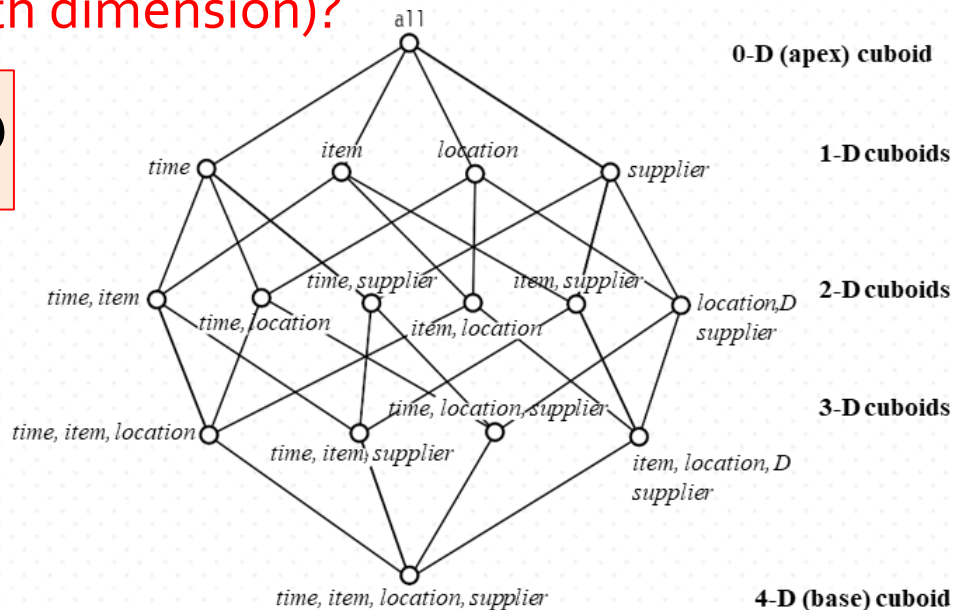 th dimension)?
)
all
0-D (apex) cuboid
time
item
location
supplier
1-D cuboids
time, item
time, location
time, supplier
item, location
item, supplier
location,D
supplier
2-D cuboids
time, item, location
time, item, supplier
time, location, supplier
item, location, D
supplier
3-D cuboids
time, item, location, supplier
4-D (base) cuboid